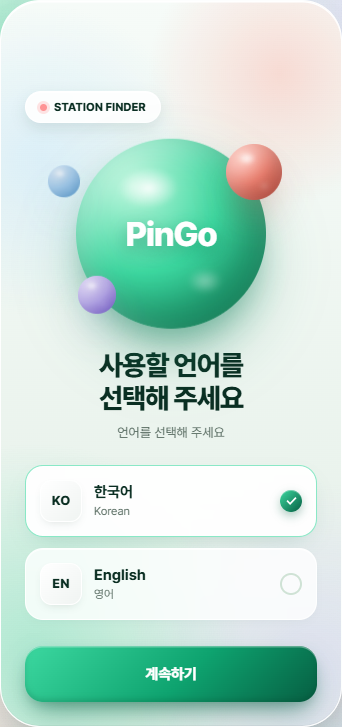 STATION FINDER
PinGo
사용할 언어를
선택해 주세요
언어를 선택해 주세요
KO
한국어
Korean
EN
English
영어
계속하기